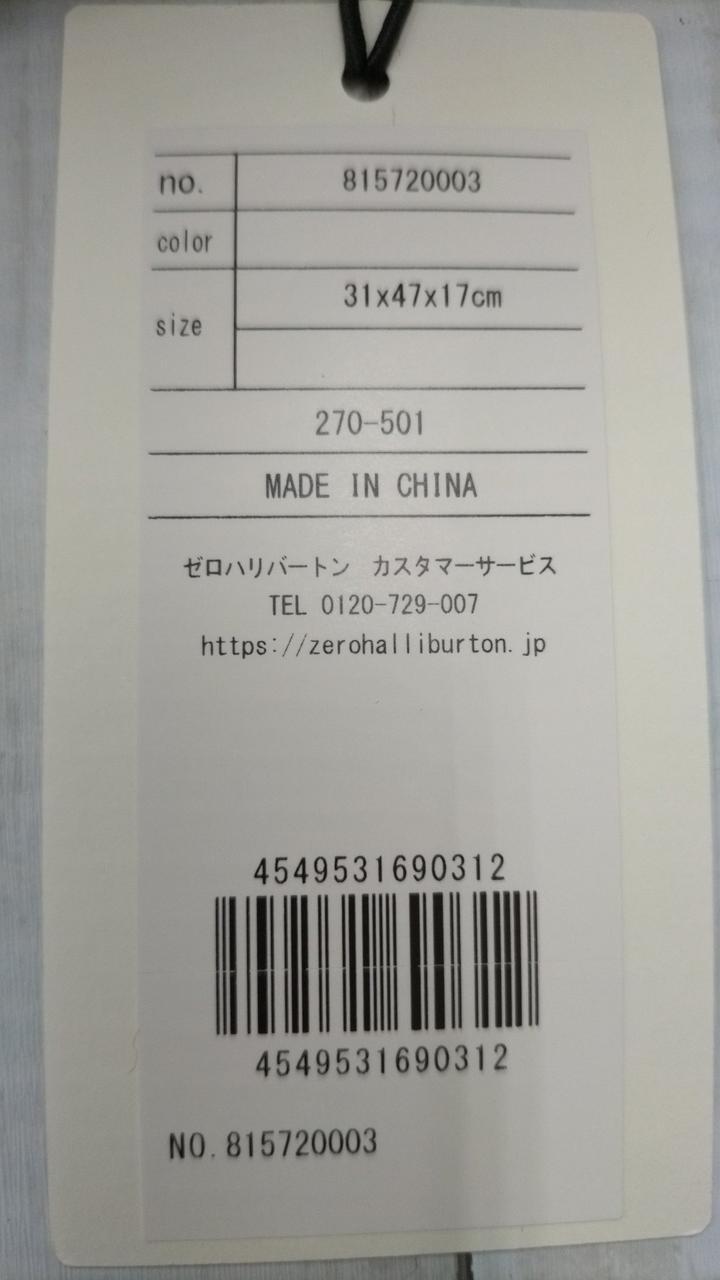 no. 815720003
color
size 31x47x17cm
270-501
MADE IN CHINA
ゼロハリバートン カスタマーサービス
TEL 0120-729-007
https://zerohalliburton.jp
4549531690312
4549531690312
NO.815720003